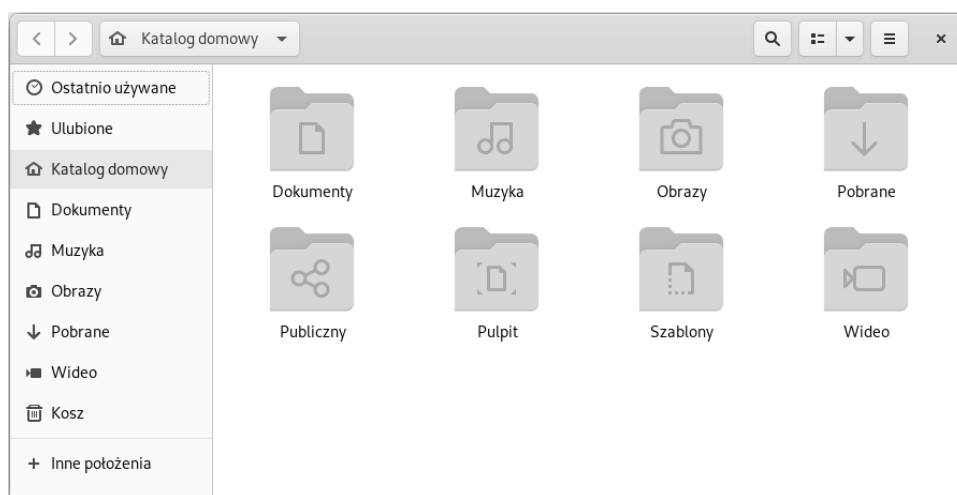 Katalog domowy
Ostatnio używane
Ulubione
Katalog domowy
Dokumenty
Muzyka
Obrazy
Pobrane
Wideo
Kosz
Inne położenia
Dokumenty Muzyka Obrazy Pobrane
Publiczny Pulpit Szablony Wideo